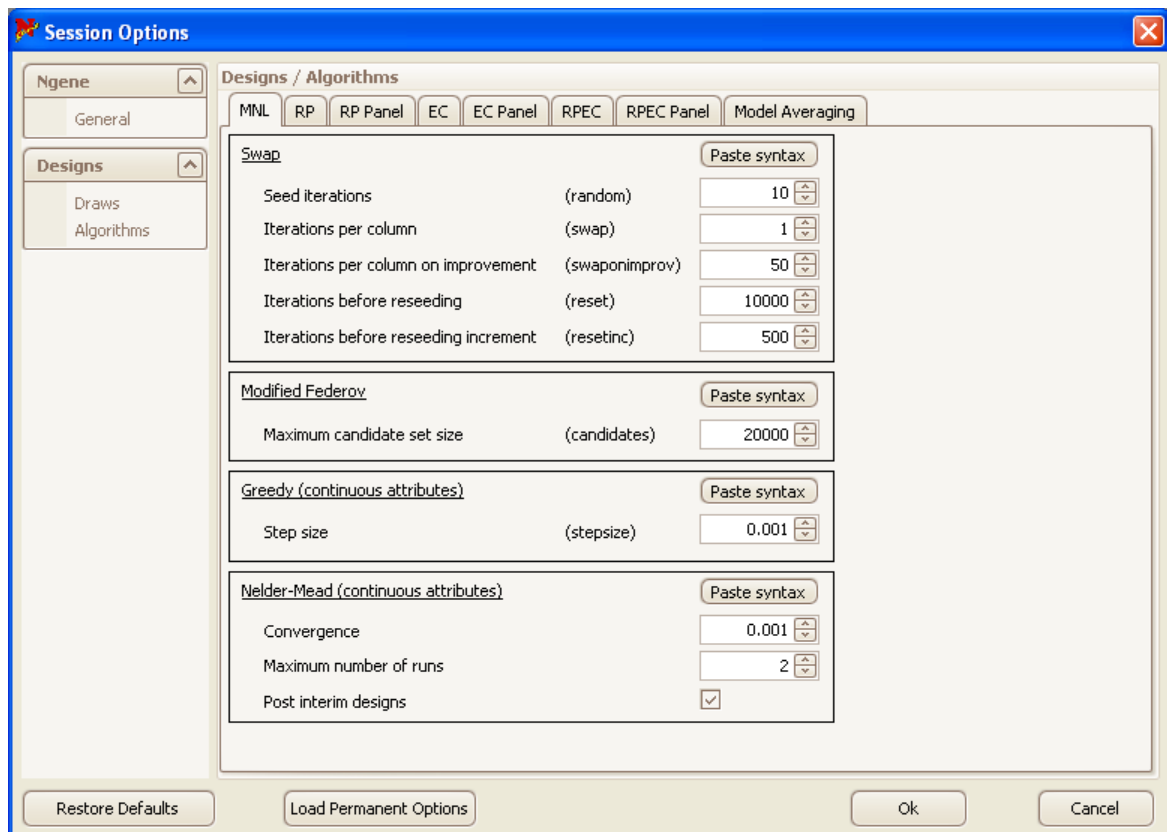 Session Options
Ngene
General
Designs
Draws
Algorithms
Designs / Algorithms
MNL RP RP Panel EC EC Panel RPEC RPEC Panel Model Averaging
Swap Paste syntax
Seed iterations (random) 10
Iterations per column (swap) 1
Iterations per column on improvement (swaponimprov) 50
Iterations before reseeding (reset) 10000
Iterations before reseeding increment (resetinc) 500
Modified Federov Paste syntax
Maximum candidate set size (candidates) 20000
Greedy (continuous attributes) Paste syntax
Step size (stepsize) 0.001
Nelder-Mead (continuous attributes) Paste syntax
Convergence 0.001
Maximum number of runs 2
Post interim designs
Restore Defaults Load Permanent Options Ok Cancel